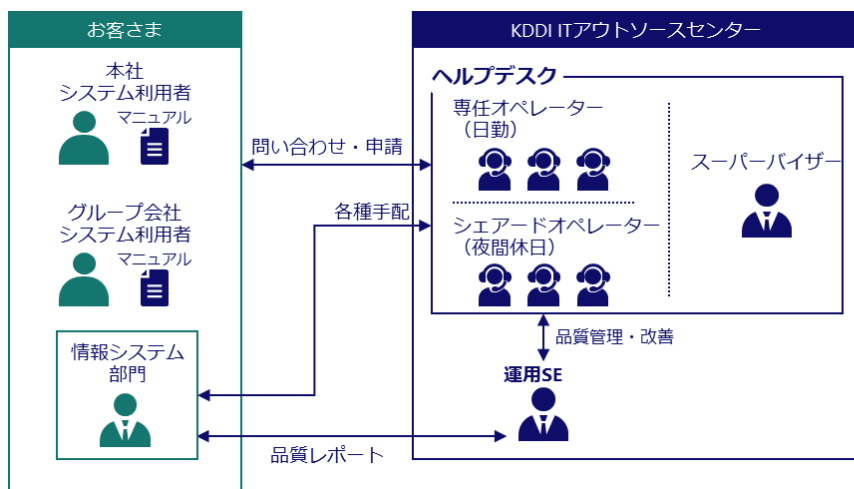 お客さま
本社
システム利用者
マニュアル
グループ会社
システム利用者
マニュアル
情報システム
部門
問い合わせ・申請
各種手配
品質レポート
KDDI ITアウトソースセンター
ヘルプデスク
専任オペレーター
（日勤）
シェアードオペレーター
（夜間休日）
スーパーバイザー
品質管理・改善
運用SE